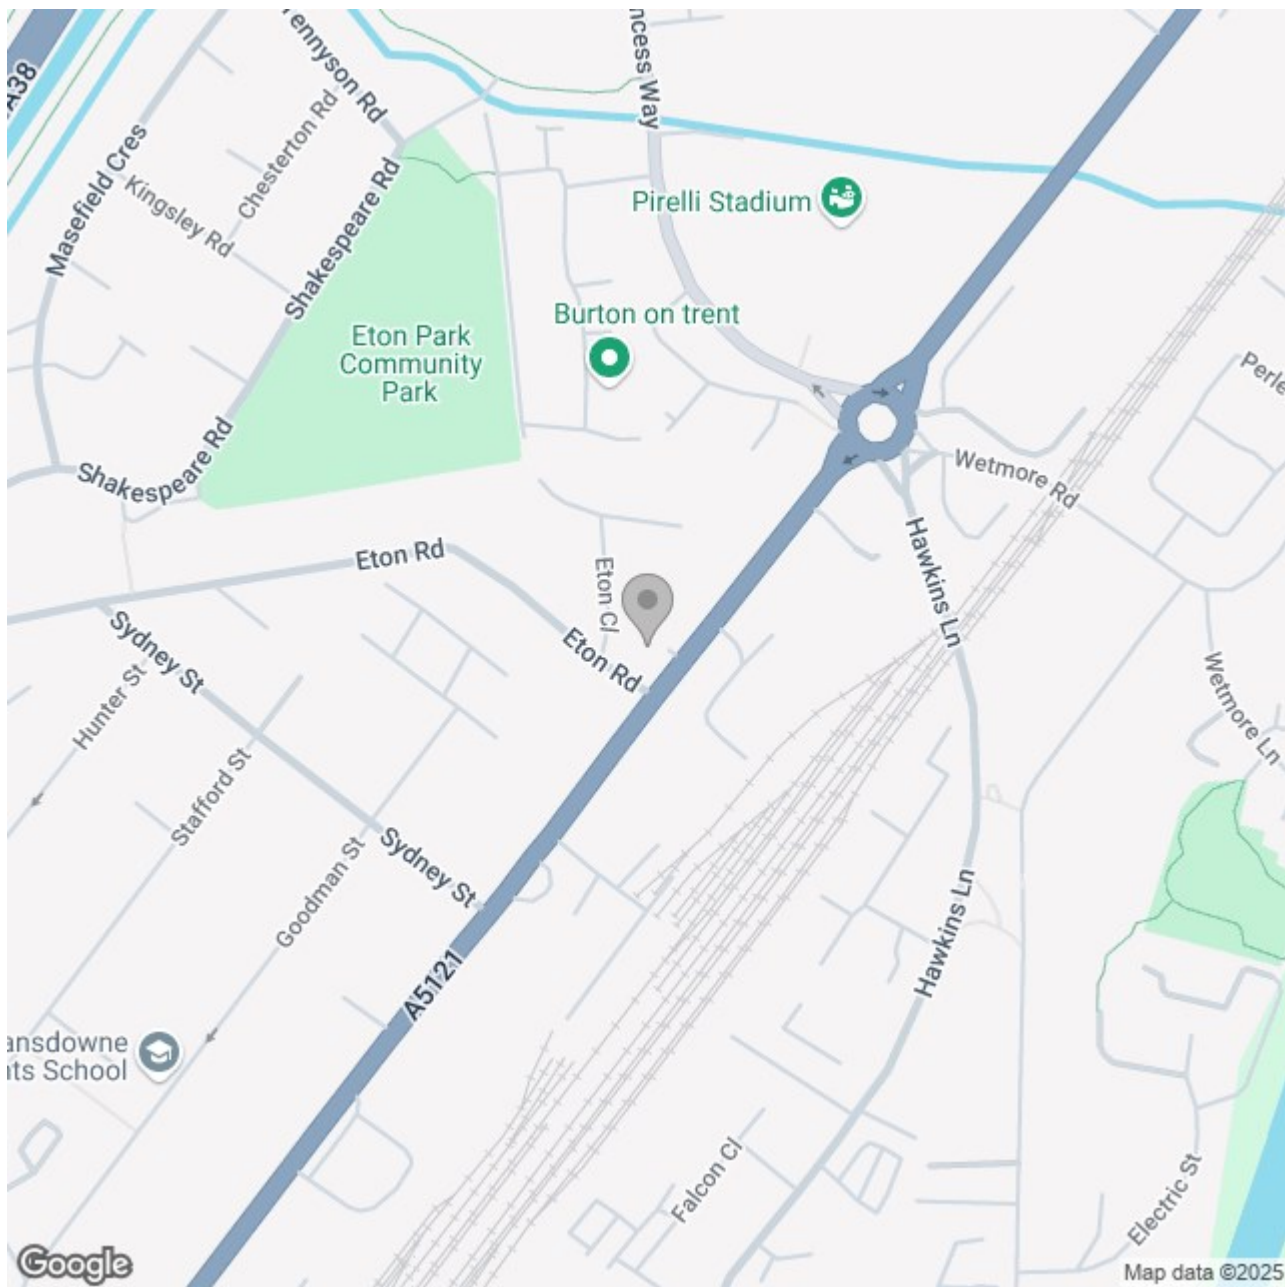 A38
Tennyson Rd
ncess Way
Chesterton Rd
Masefield Cres
Kingsley Rd
Shakespeare Rd
Pirelli Stadium
Burton on trent
Eton Park
Community
Park
Perle
Shakespeare Rd
Wetmore Rd
Hawkins Ln
Eton Rd
Eton Cl
Sydney St
Eton Rd
Hunter St
Wetmore Ln
Stafford St
Sydney St
Goodman St
Hawkins Ln
A5121
ansdowne
nts School
Falcon Cl
Electric St
Google
Map data ©2025